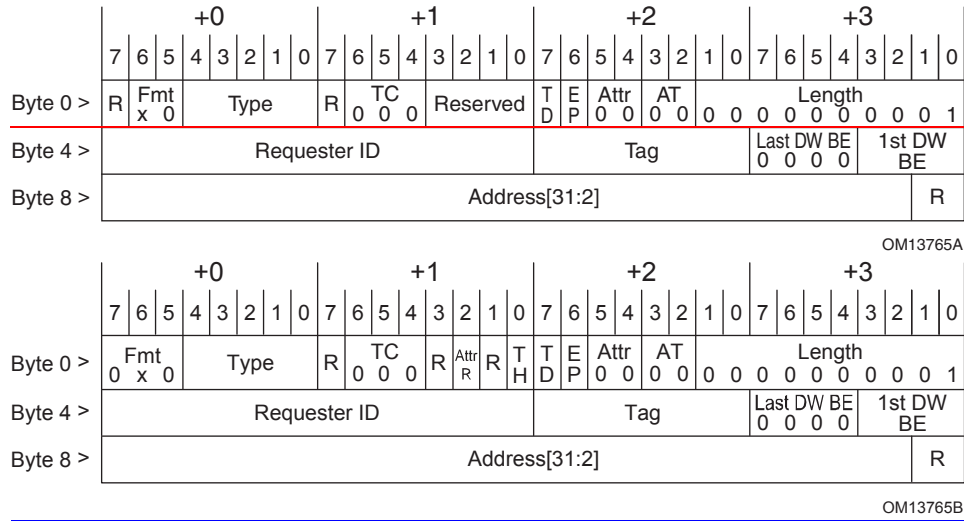 +0 +1 +2 +3
7 6 5 4 3 2 1 0 7 6 5 4 3 2 1 0 7 6 5 4 3 2 1 0 7 6 5 4 3 2 1 0
Byte 0 > R Fmt x 0 Type R TC 0 0 0 Reserved T D E P Attr 0 0 AT 0 0 Length 0 0 0 0 0 0 0 0 0 1
Byte 4 > Requester ID Tag Last DW BE 0 0 0 0 1st DW BE
Byte 8 > Address[31:2] R
OM13765A
+0 +1 +2 +3
7 6 5 4 3 2 1 0 7 6 5 4 3 2 1 0 7 6 5 4 3 2 1 0 7 6 5 4 3 2 1 0
Byte 0 > Fmt 0 x 0 Type R TC 0 0 0 R Attr R R T H T D E P Attr 0 0 AT 0 0 Length 0 0 0 0 0 0 0 0 0 1
Byte 4 > Requester ID Tag Last DW BE 0 0 0 0 1st DW BE
Byte 8 > Address[31:2] R
OM13765B